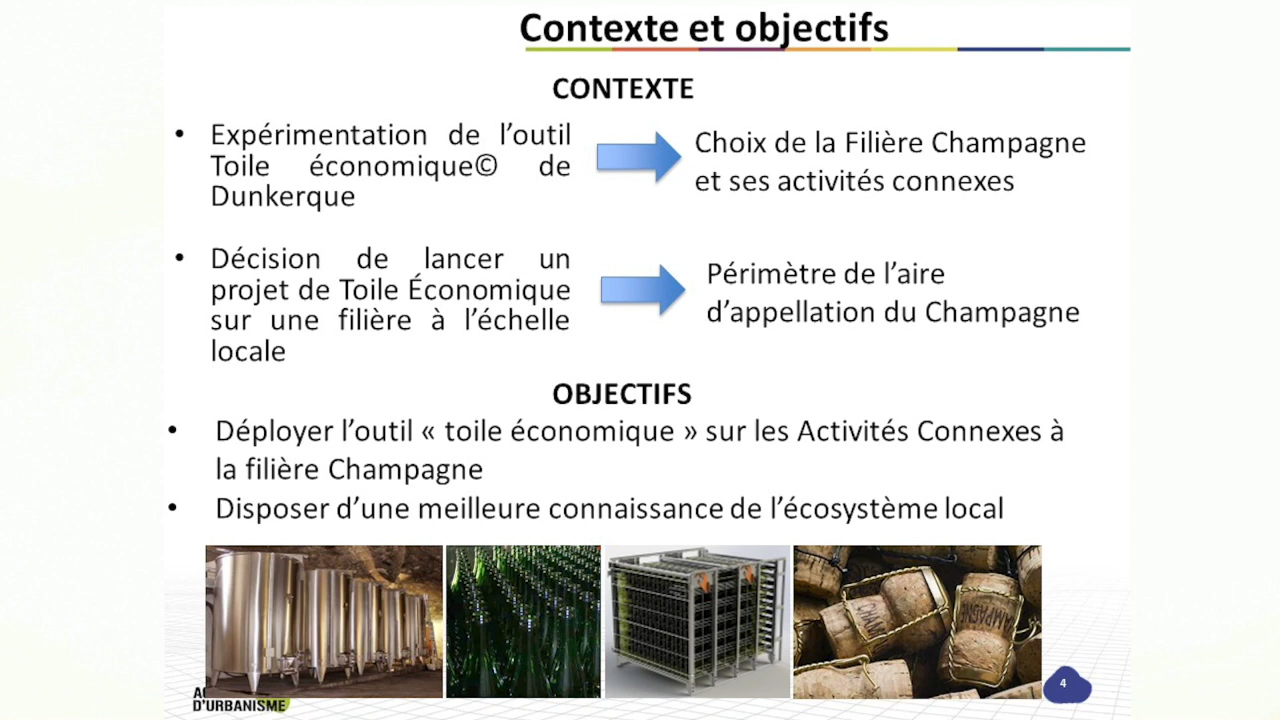 Contexte et objectifs
CONTEXTE
• Expérimentation de l’outil
Toile économique© de
Dunkerque
Choix de la Filière Champagne
et ses activités connexes
• Décision de lancer un
projet de Toile Économique
sur une filière à l’échelle
locale
Périmètre de l’aire
d’appellation du Champagne
OBJECTIFS
• Déployer l’outil « toile économique » sur les Activités Connexes à
la filière Champagne
• Disposer d’une meilleure connaissance de l’écosystème local
D'URBANISME
4